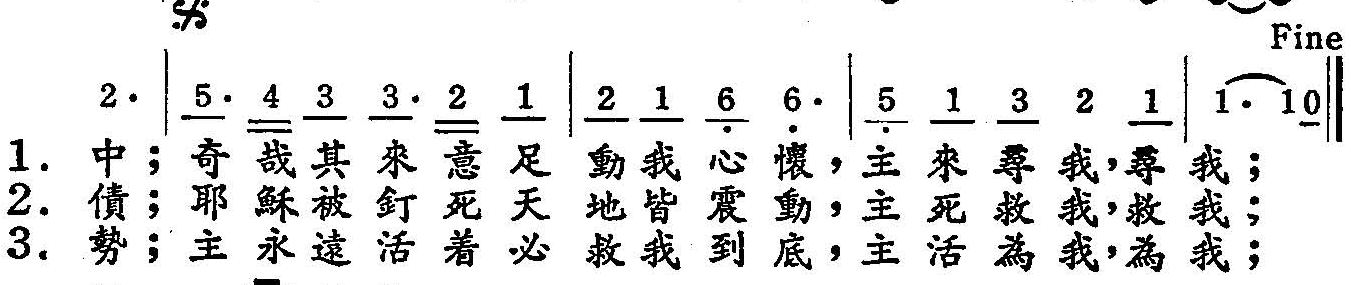 Fine
2· | 5· 4 3 3· 2 1 | 2 1 6 6· | 5 1 3 2 1 | 1· 10
1. 中；奇哉其來意足動我心懷，主來尋我，尋我；
2. 債；耶穌被釘死天地皆震動，主死救我，救我；
3. 勢；主永遠活着必救我到底，主活為我，為我；